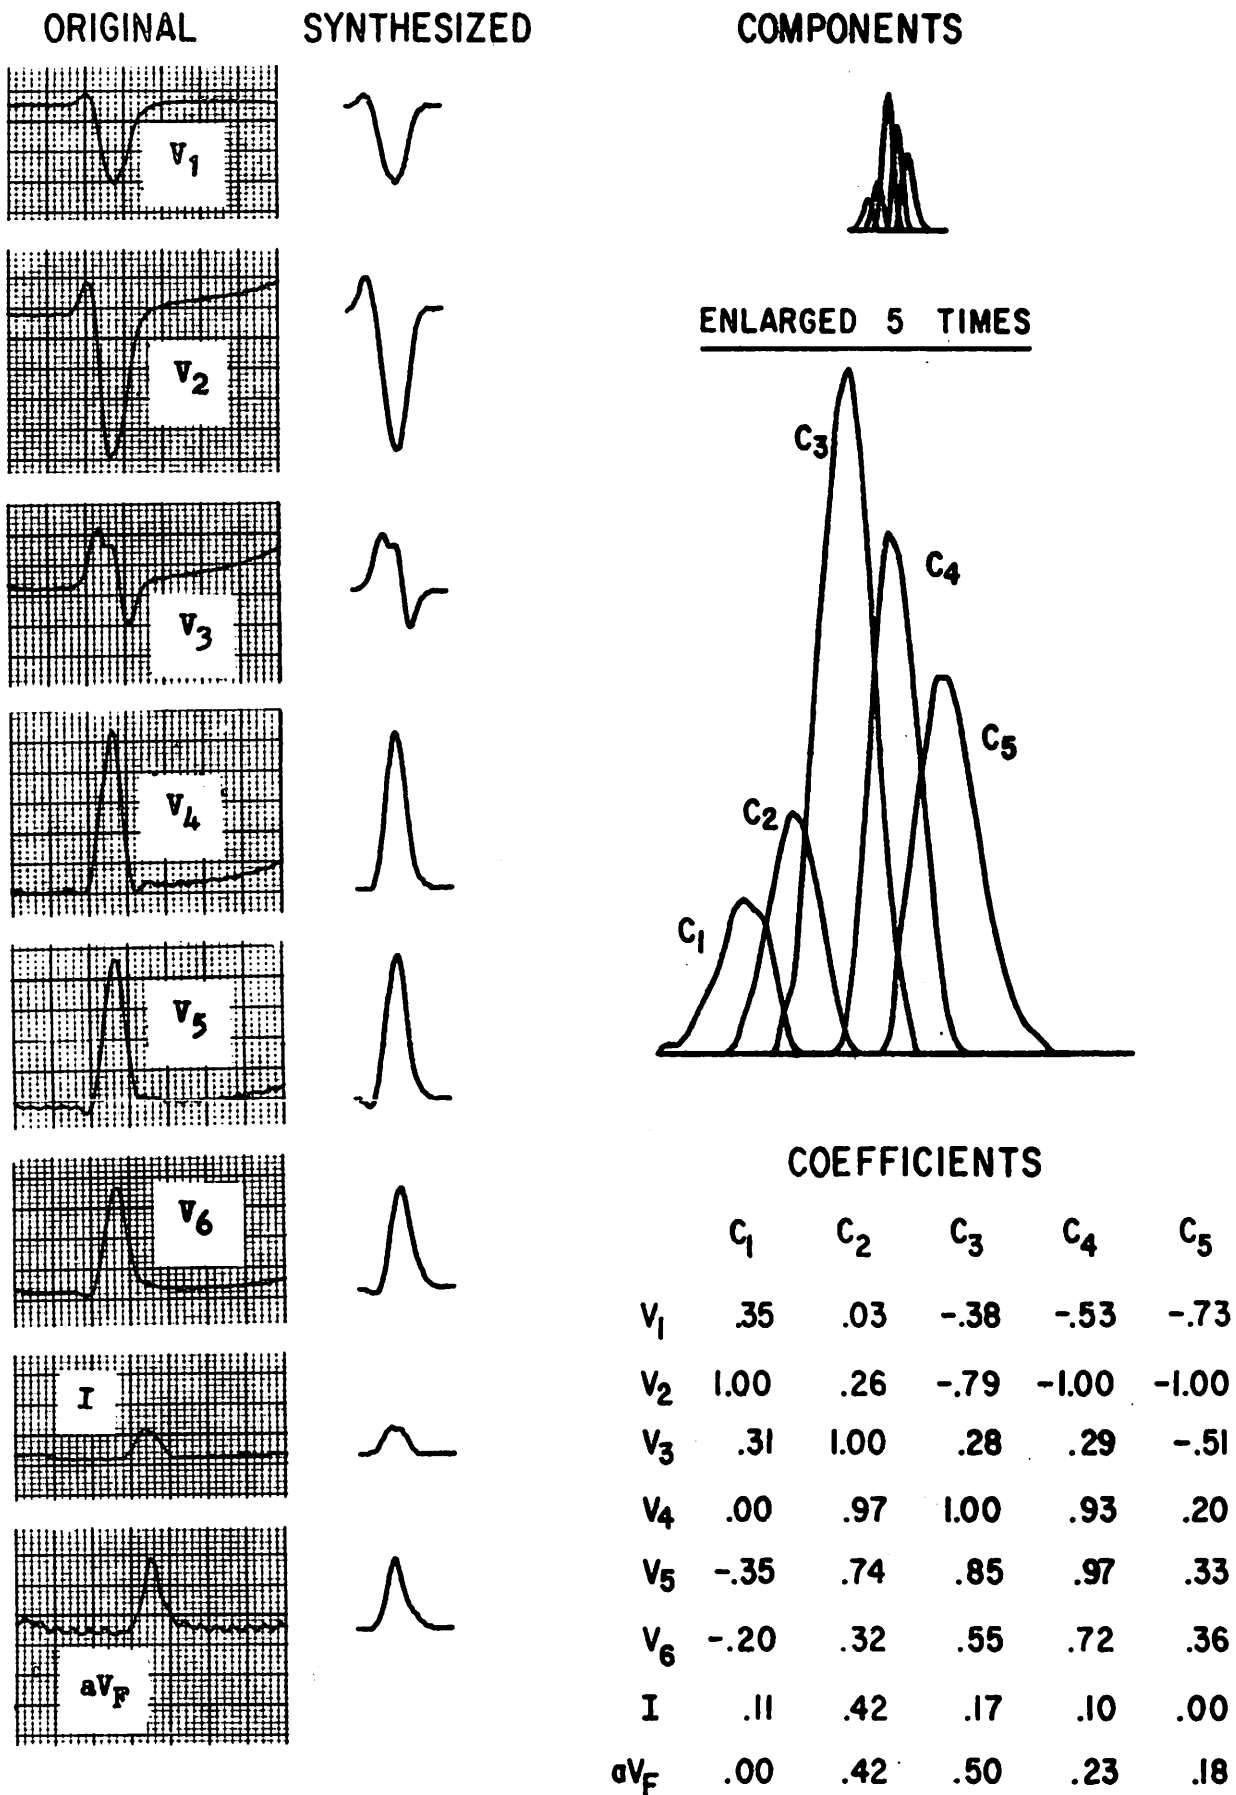 ORIGINAL SYNTHESIZED COMPONENTS
V1
V2
V3
V4
V5
V6
I
aVF
ENLARGED 5 TIMES
C3
C4
C5
C2
C1
COEFFICIENTS
C1 C2 C3 C4 C5
V1 .35 .03 -.38 -.53 -.73
V2 1.00 .26 -.79 -1.00 -1.00
V3 .31 1.00 .28 .29 -.51
V4 .00 .97 1.00 .93 .20
V5 -.35 .74 .85 .97 .33
V6 -.20 .32 .55 .72 .36
I .11 .42 .17 .10 .00
aVF .00 .42 .50 .23 .18